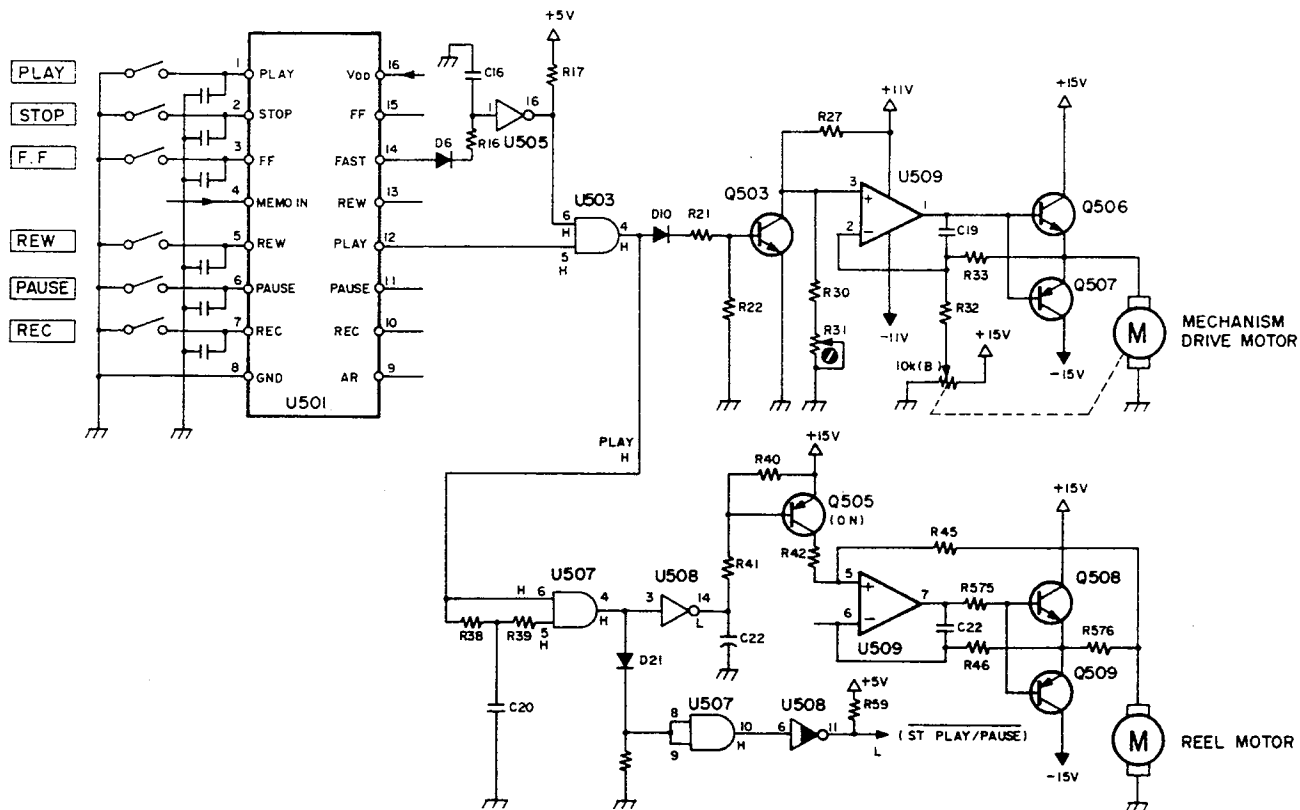 PLAY
STOP
F.F
REW
PAUSE
REC
1
2
3
4
5
6
7
8
PLAY
STOP
FF
MEMO IN
REW
PAUSE
REC
GND
VDD
FF
FAST
REW
PLAY
PAUSE
REC
AR
16
15
14
13
12
11
10
9
U501
D6
C16
R16
1
16
U505
+5V
R17
U503
6
H
5
H
4
H
D10
R21
R22
Q503
R27
+11V
R30
R31
3
+
2
−
U509
1
-11V
C19
R33
R32
10k(B)
+15V
+15V
Q506
Q507
-15V
M
MECHANISM
DRIVE MOTOR
PLAY
H
R38
R39
C20
U507
H
6
5
H
4
H
D21
U508
3
14
L
R40
R41
C22
+15V
Q505
(ON)
R42
R45
5
+
6
−
U509
7
R575
C22
R46
+15V
Q508
R576
Q509
-15V
M
REEL MOTOR
U507
8
9
10
H
U508
6
11
+5V
R59
L
(ST PLAY/PAUSE)